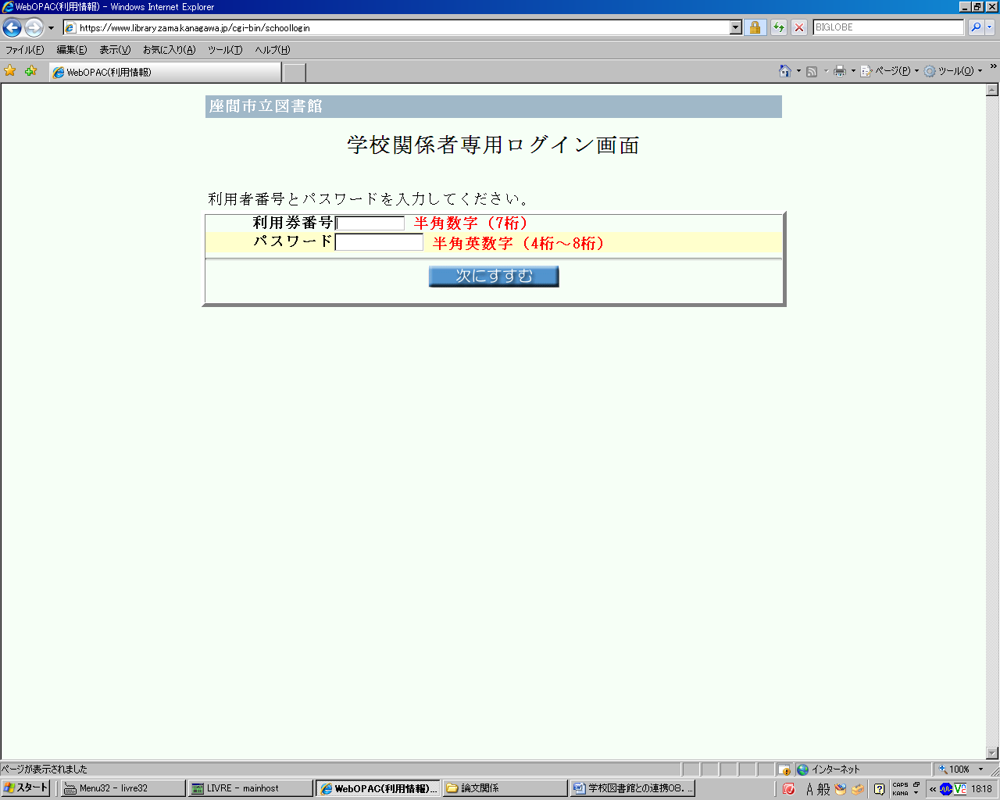 WebOPAC(利用情報) - Windows Internet Explorer
https://www.library.zama.kanagawa.jp/cgi-bin/schoollogin
BIGLOBE
ファイル(F) 編集(E) 表示(V) お気に入り(A) ツール(T) ヘルプ(H)
WebOPAC(利用情報)
ページ(P) ツール(O)
座間市立図書館
学校関係者専用ログイン画面
利用者番号とパスワードを入力してください。
利用券番号 半角数字（7桁）
パスワード 半角英数字（4桁～8桁）
次にすすむ
ページが表示されました
インターネット
100%
スタート
Menu32 - livre32
LIVRE - mainhost
WebOPAC(利用情報)...
論文関係
学校図書館との連携08....
A 般
CAPS
KANA
18:18